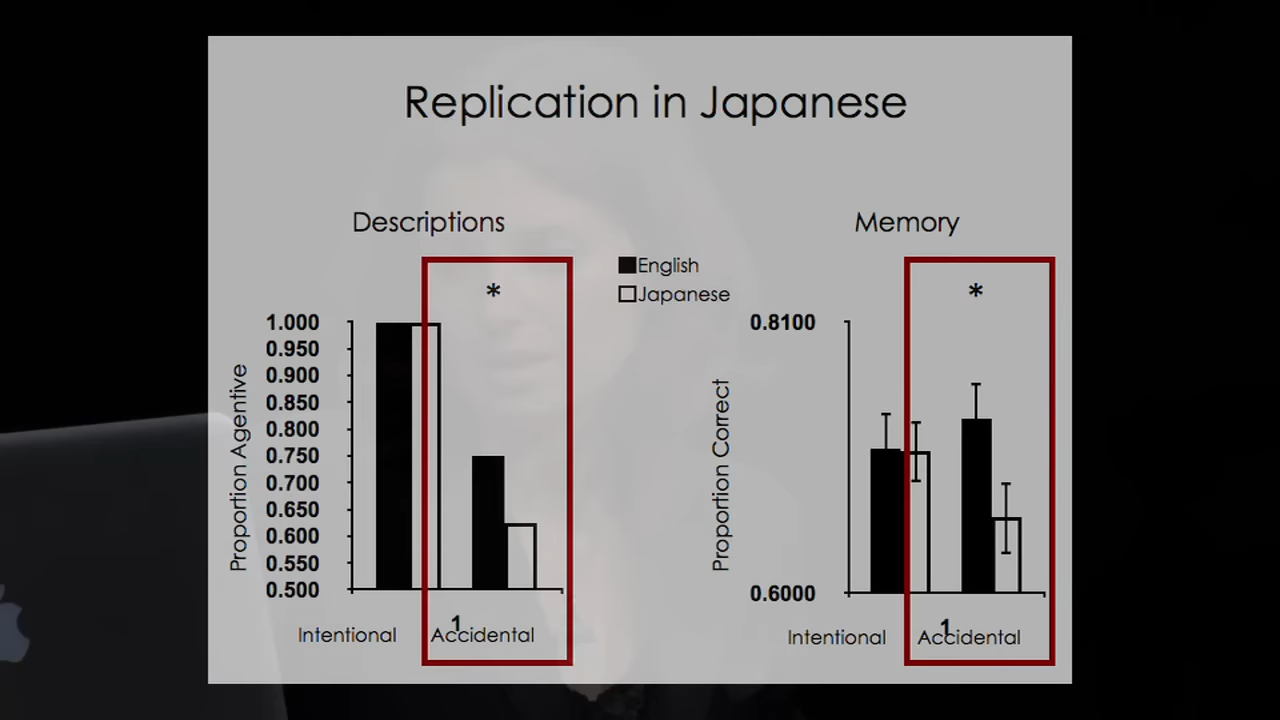 Replication in Japanese
Descriptions
Memory
English
Japanese
*
*
Proportion Agentive
1.000
0.950
0.900
0.850
0.800
0.750
0.700
0.650
0.600
0.550
0.500
1
Intentional
Accidental
Proportion Correct
0.8100
0.6000
1
Intentional
Accidental